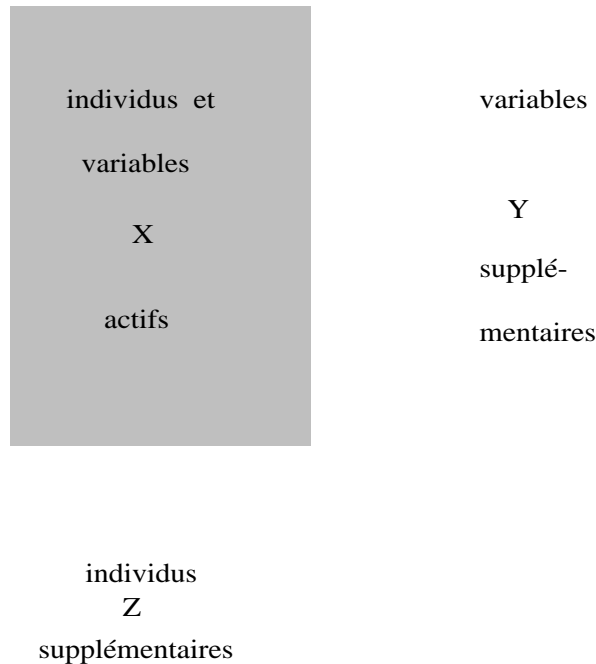 individus et
variables
X
actifs
variables
Y
supplé-
mentaires
individus
Z
supplémentaires